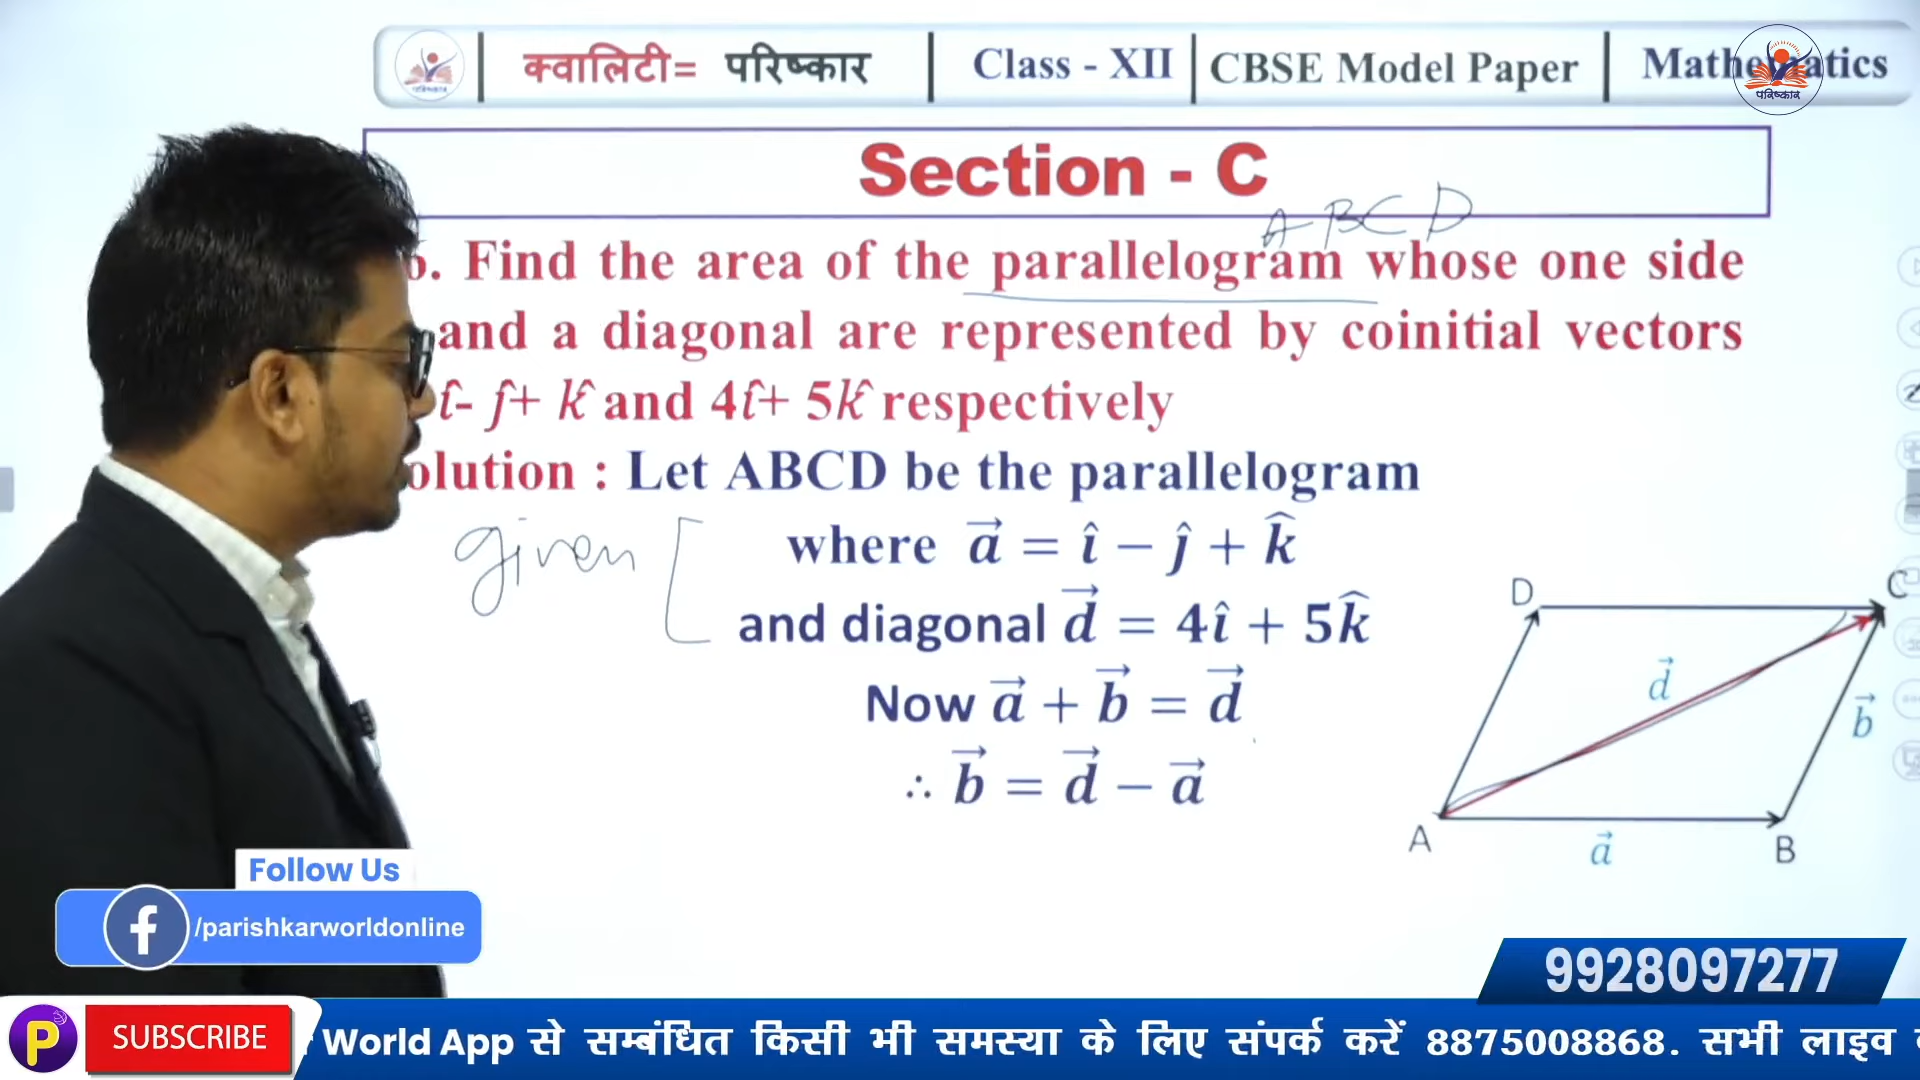 क्वालिटी= परिष्कार
Class - XII
CBSE Model Paper
Mathematics
परिष्कार
Section - C
A B C D
6. Find the area of the parallelogram whose one side
and a diagonal are represented by coinitial vectors
î- ĵ+ k̂ and 4î+ 5k̂ respectively
olution : Let ABCD be the parallelogram
given [
where a⃗ = î − ĵ + k̂
and diagonal d⃗ = 4î + 5k̂
Now a⃗ + b⃗ = d⃗
∴ b⃗ = d⃗ − a⃗
D
C
d⃗
b⃗
A
a⃗
B
Follow Us
f /parishkarworldonline
9928097277
P SUBSCRIBE
World App से सम्बंधित किसी भी समस्या के लिए संपर्क करें 8875008868. सभी लाइव